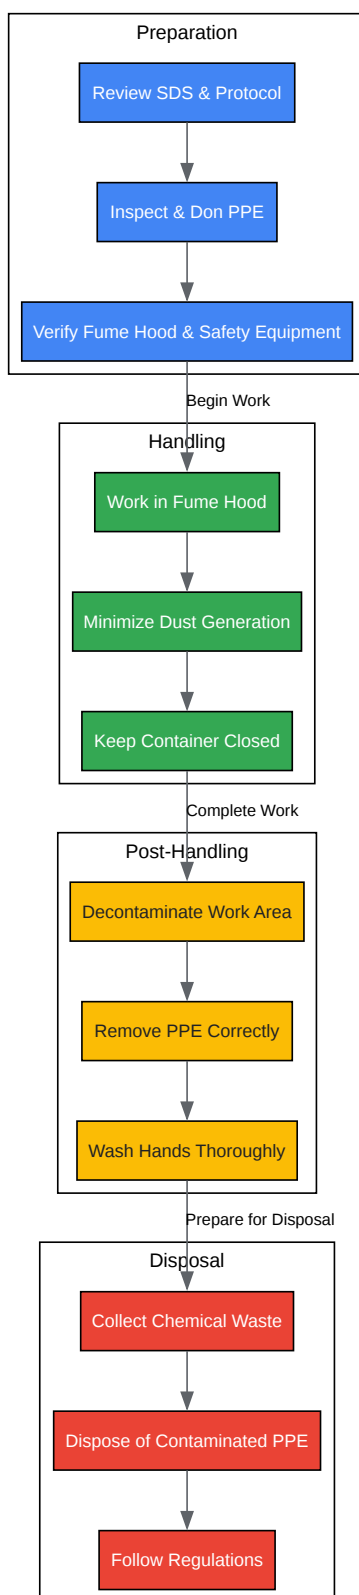 Preparation
Review SDS & Protocol
Inspect & Don PPE
Verify Fume Hood & Safety Equipment
Begin Work
Handling
Work in Fume Hood
Minimize Dust Generation
Keep Container Closed
Complete Work
Post-Handling
Decontaminate Work Area
Remove PPE Correctly
Wash Hands Thoroughly
Prepare for Disposal
Disposal
Collect Chemical Waste
Dispose of Contaminated PPE
Follow Regulations